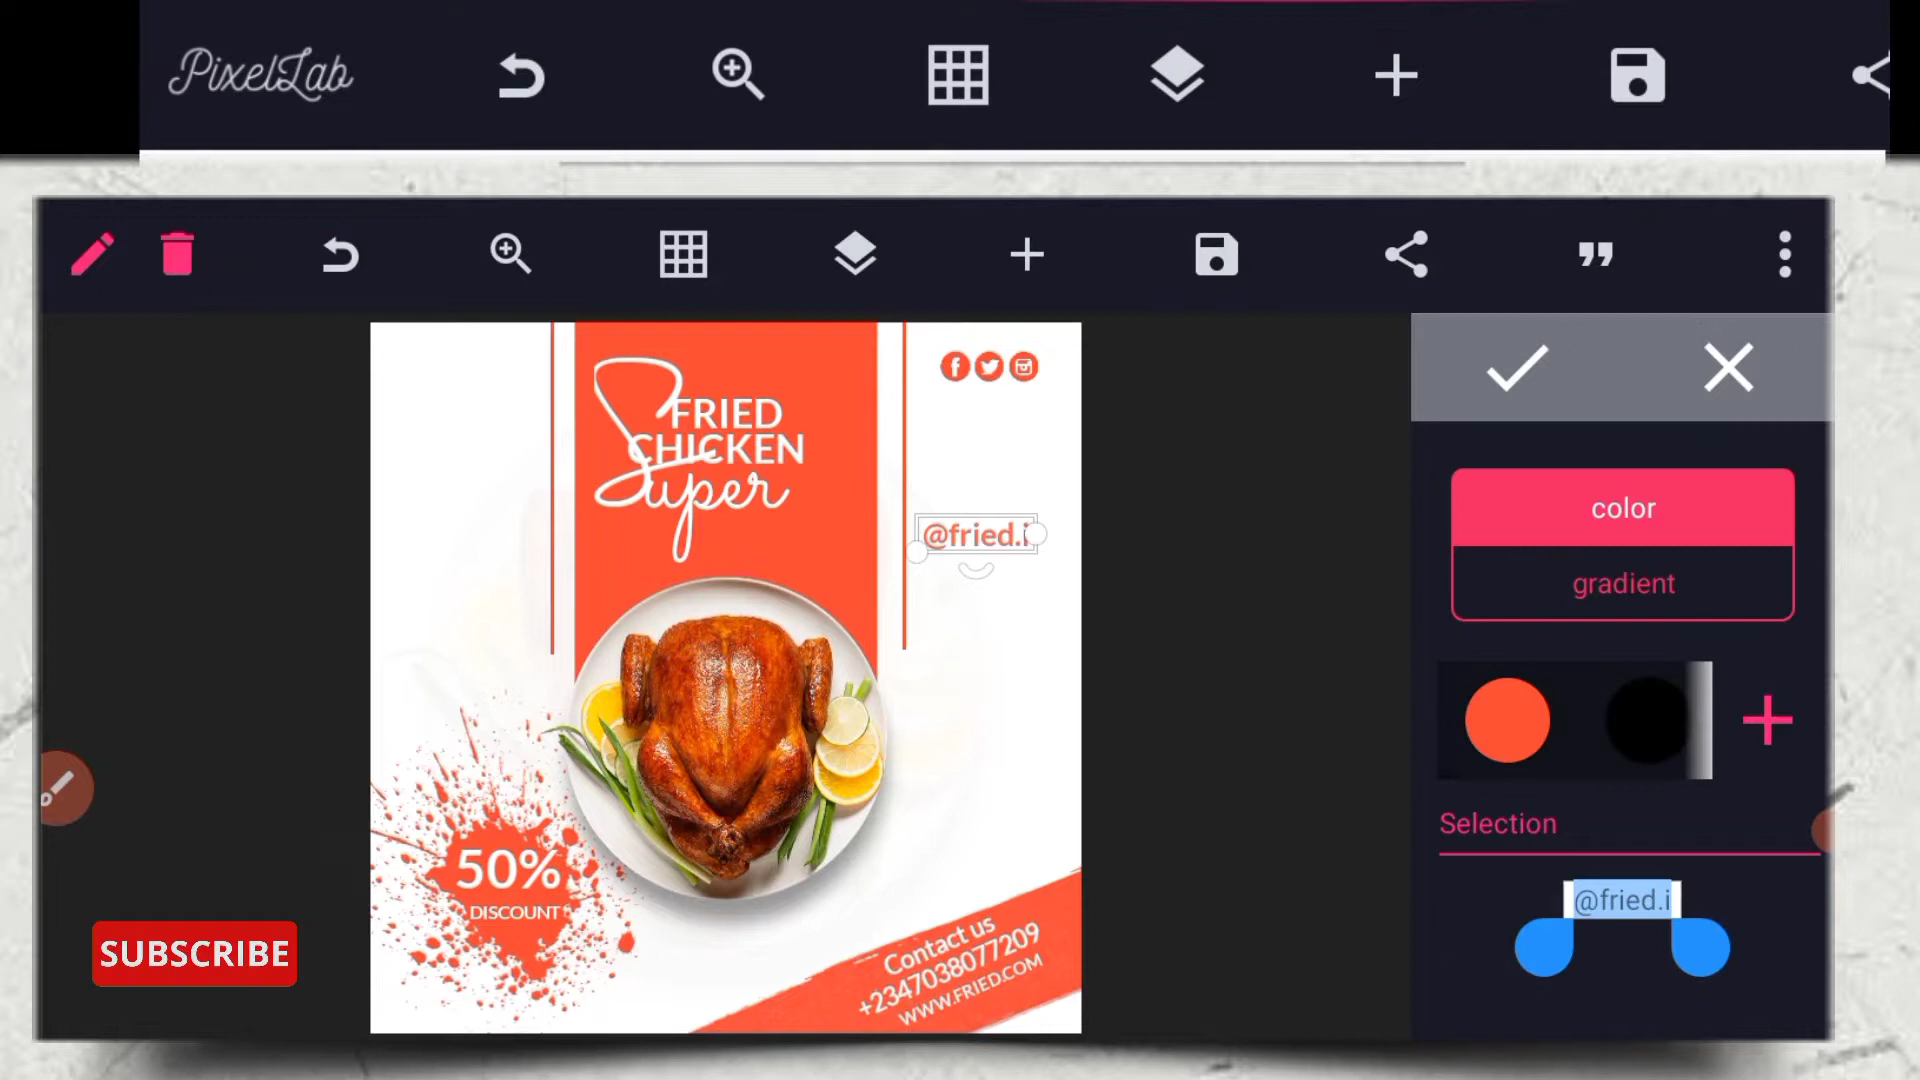 PixelLab
FRIED
CHICKEN
Super
@fried.i
50%
DISCOUNT
Contact us
+2347038077209
WWW.FRIED.COM
color
gradient
Selection
@fried.i
SUBSCRIBE